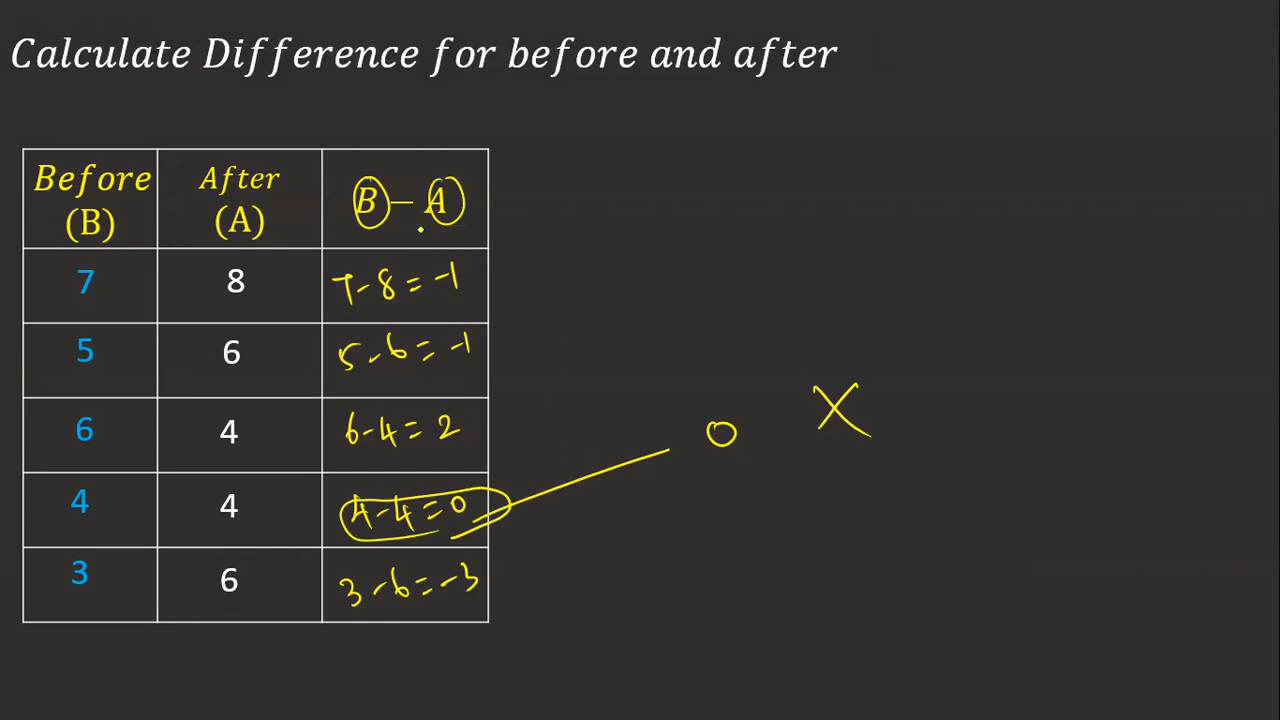 Calculate Difference for before and after
Before (B) After (A) B – A
7 8 7-8=-1
5 6 5-6=-1
6 4 6-4=2
4 4 4-4=0
3 6 3-6=-3
0 X